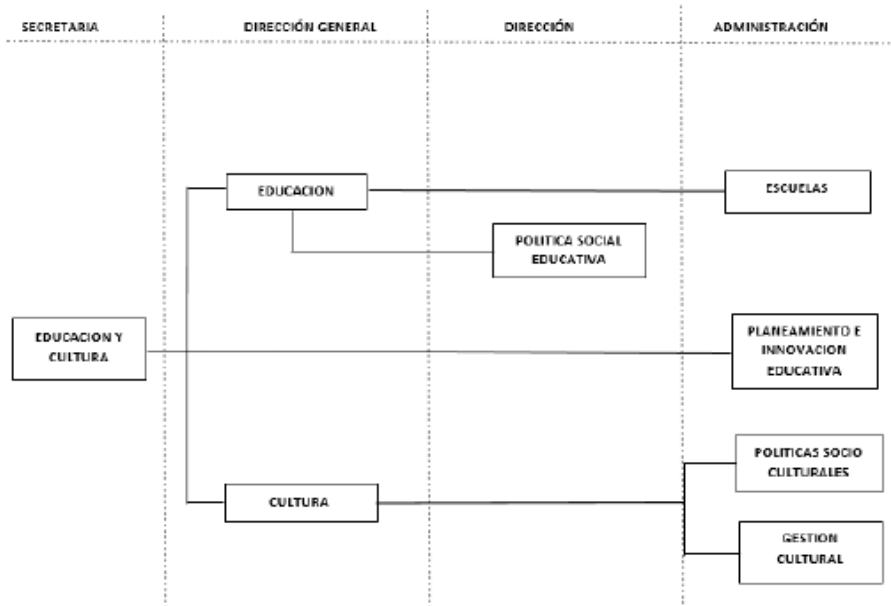 SECRETARIA
DIRECCIÓN GENERAL
DIRECCIÓN
ADMINISTRACIÓN
EDUCACION
ESCUELAS
POLITICA SOCIAL
EDUCATIVA
EDUCACION Y
CULTURA
PLANEAMIENTO E
INNOVACION
EDUCATIVA
POLITICAS SOCIO
CULTURALES
CULTURA
GESTION
CULTURAL